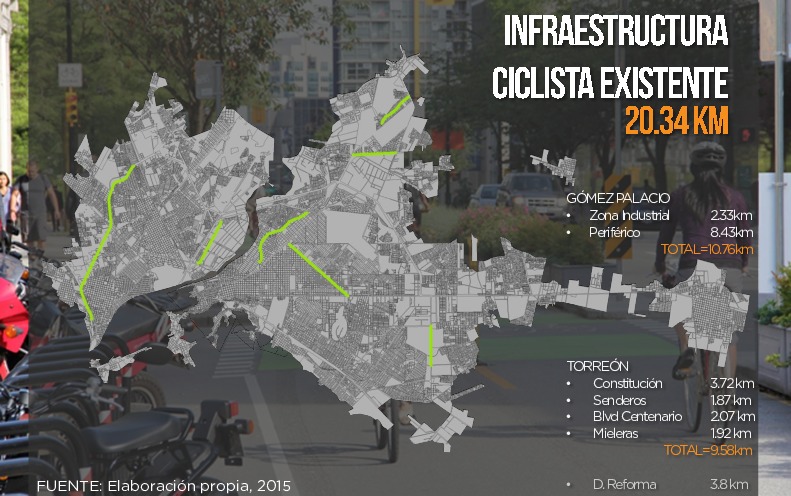 INFRAESTRUCTURA
CICLISTA EXISTENTE
20.34 KM
GÓMEZ PALACIO
• Zona Industrial 2.33km
• Periférico 8.43km
TOTAL=10.76km
TORREÓN
• Constitución 3.72km
• Senderos 1.87 km
• Blvd Centenario 2.07 km
• Mieleras 1.92 km
TOTAL=9.58km
• D. Reforma 3.8 km
FUENTE: Elaboración propia, 2015